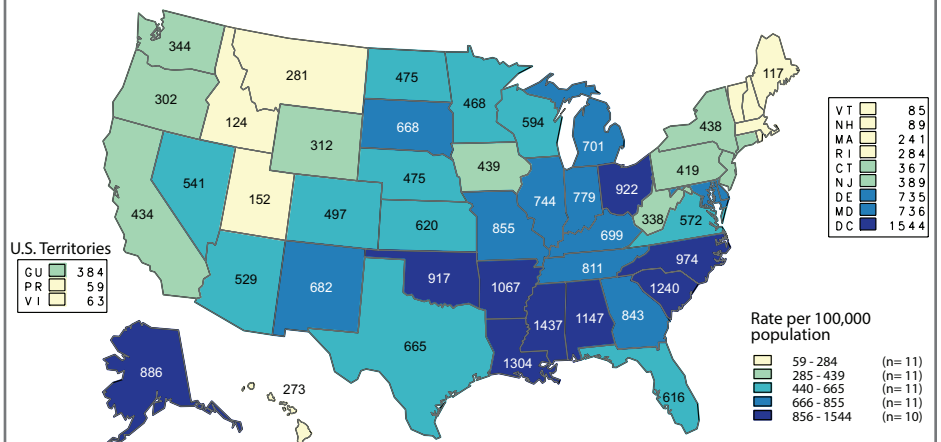 344
302
434
541
124
281
312
152
497
529
682
475
668
475
620
665
468
439
855
917
1067
1304
594
744
779
701
922
699
811
1437
1147
843
616
1240
974
572
338
419
438
117
886
273
U.S. Territories
GU 384
PR 59
VI 63
VT 85
NH 89
MA 241
RI 284
CT 367
NJ 389
DE 735
MD 736
DC 1544
Rate per 100,000
population
59 - 284 (n= 11)
285 - 439 (n= 11)
440 - 665 (n= 11)
666 - 855 (n= 11)
856 - 1544 (n= 10)